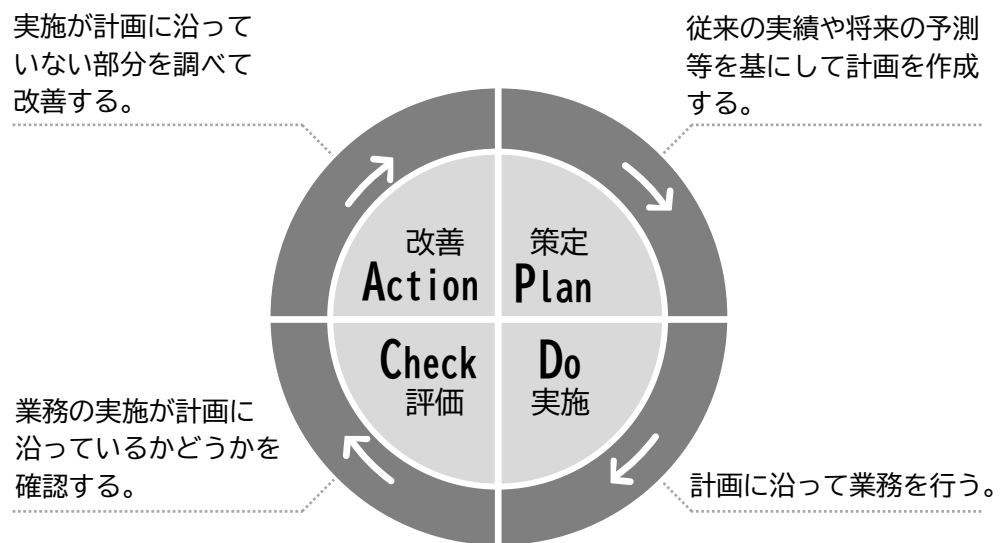 実施が計画に沿って
いない部分を調べて
改善する。
従来の実績や将来の予測
等を基にして計画を作成
する。
改善
Action
策定
Plan
Check
評価
Do
実施
業務の実施が計画に
沿っているかどうかを
確認する。
計画に沿って業務を行う。